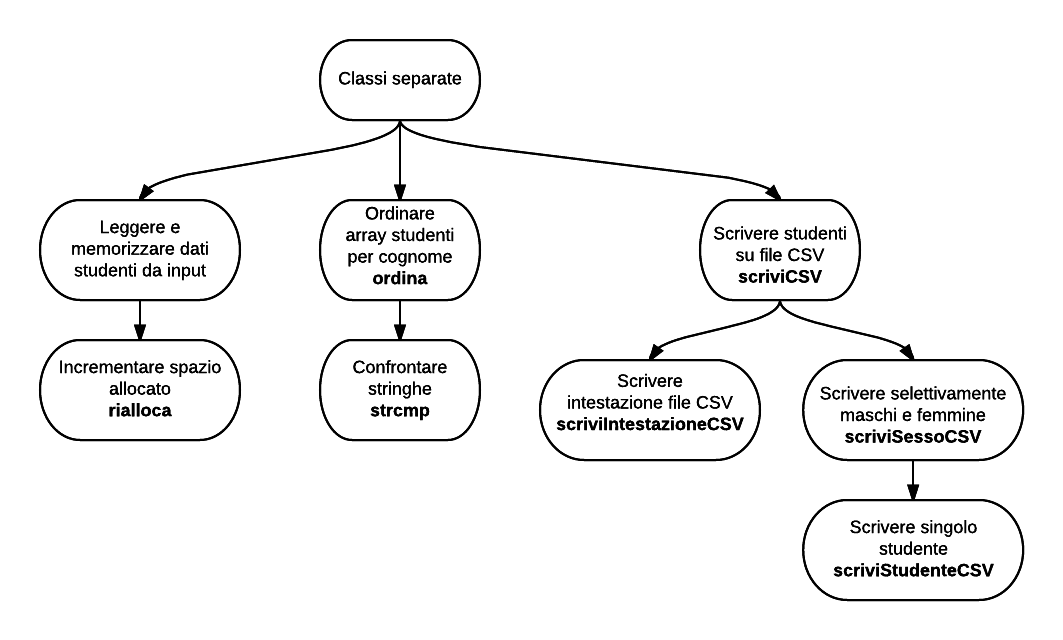 Classi separate
Leggere e
memorizzare dati
studenti da input
Ordinare
array studenti
per cognome
ordina
Scrivere studenti
su file CSV
scriviCSV
Incrementare spazio
allocato
rialloca
Confrontare
stringhe
strcmp
Scrivere
intestazione file CSV
scriviIntestazioneCSV
Scrivere selettivamente
maschi e femmine
scriviSessoCSV
Scrivere singolo
studente
scriviStudenteCSV